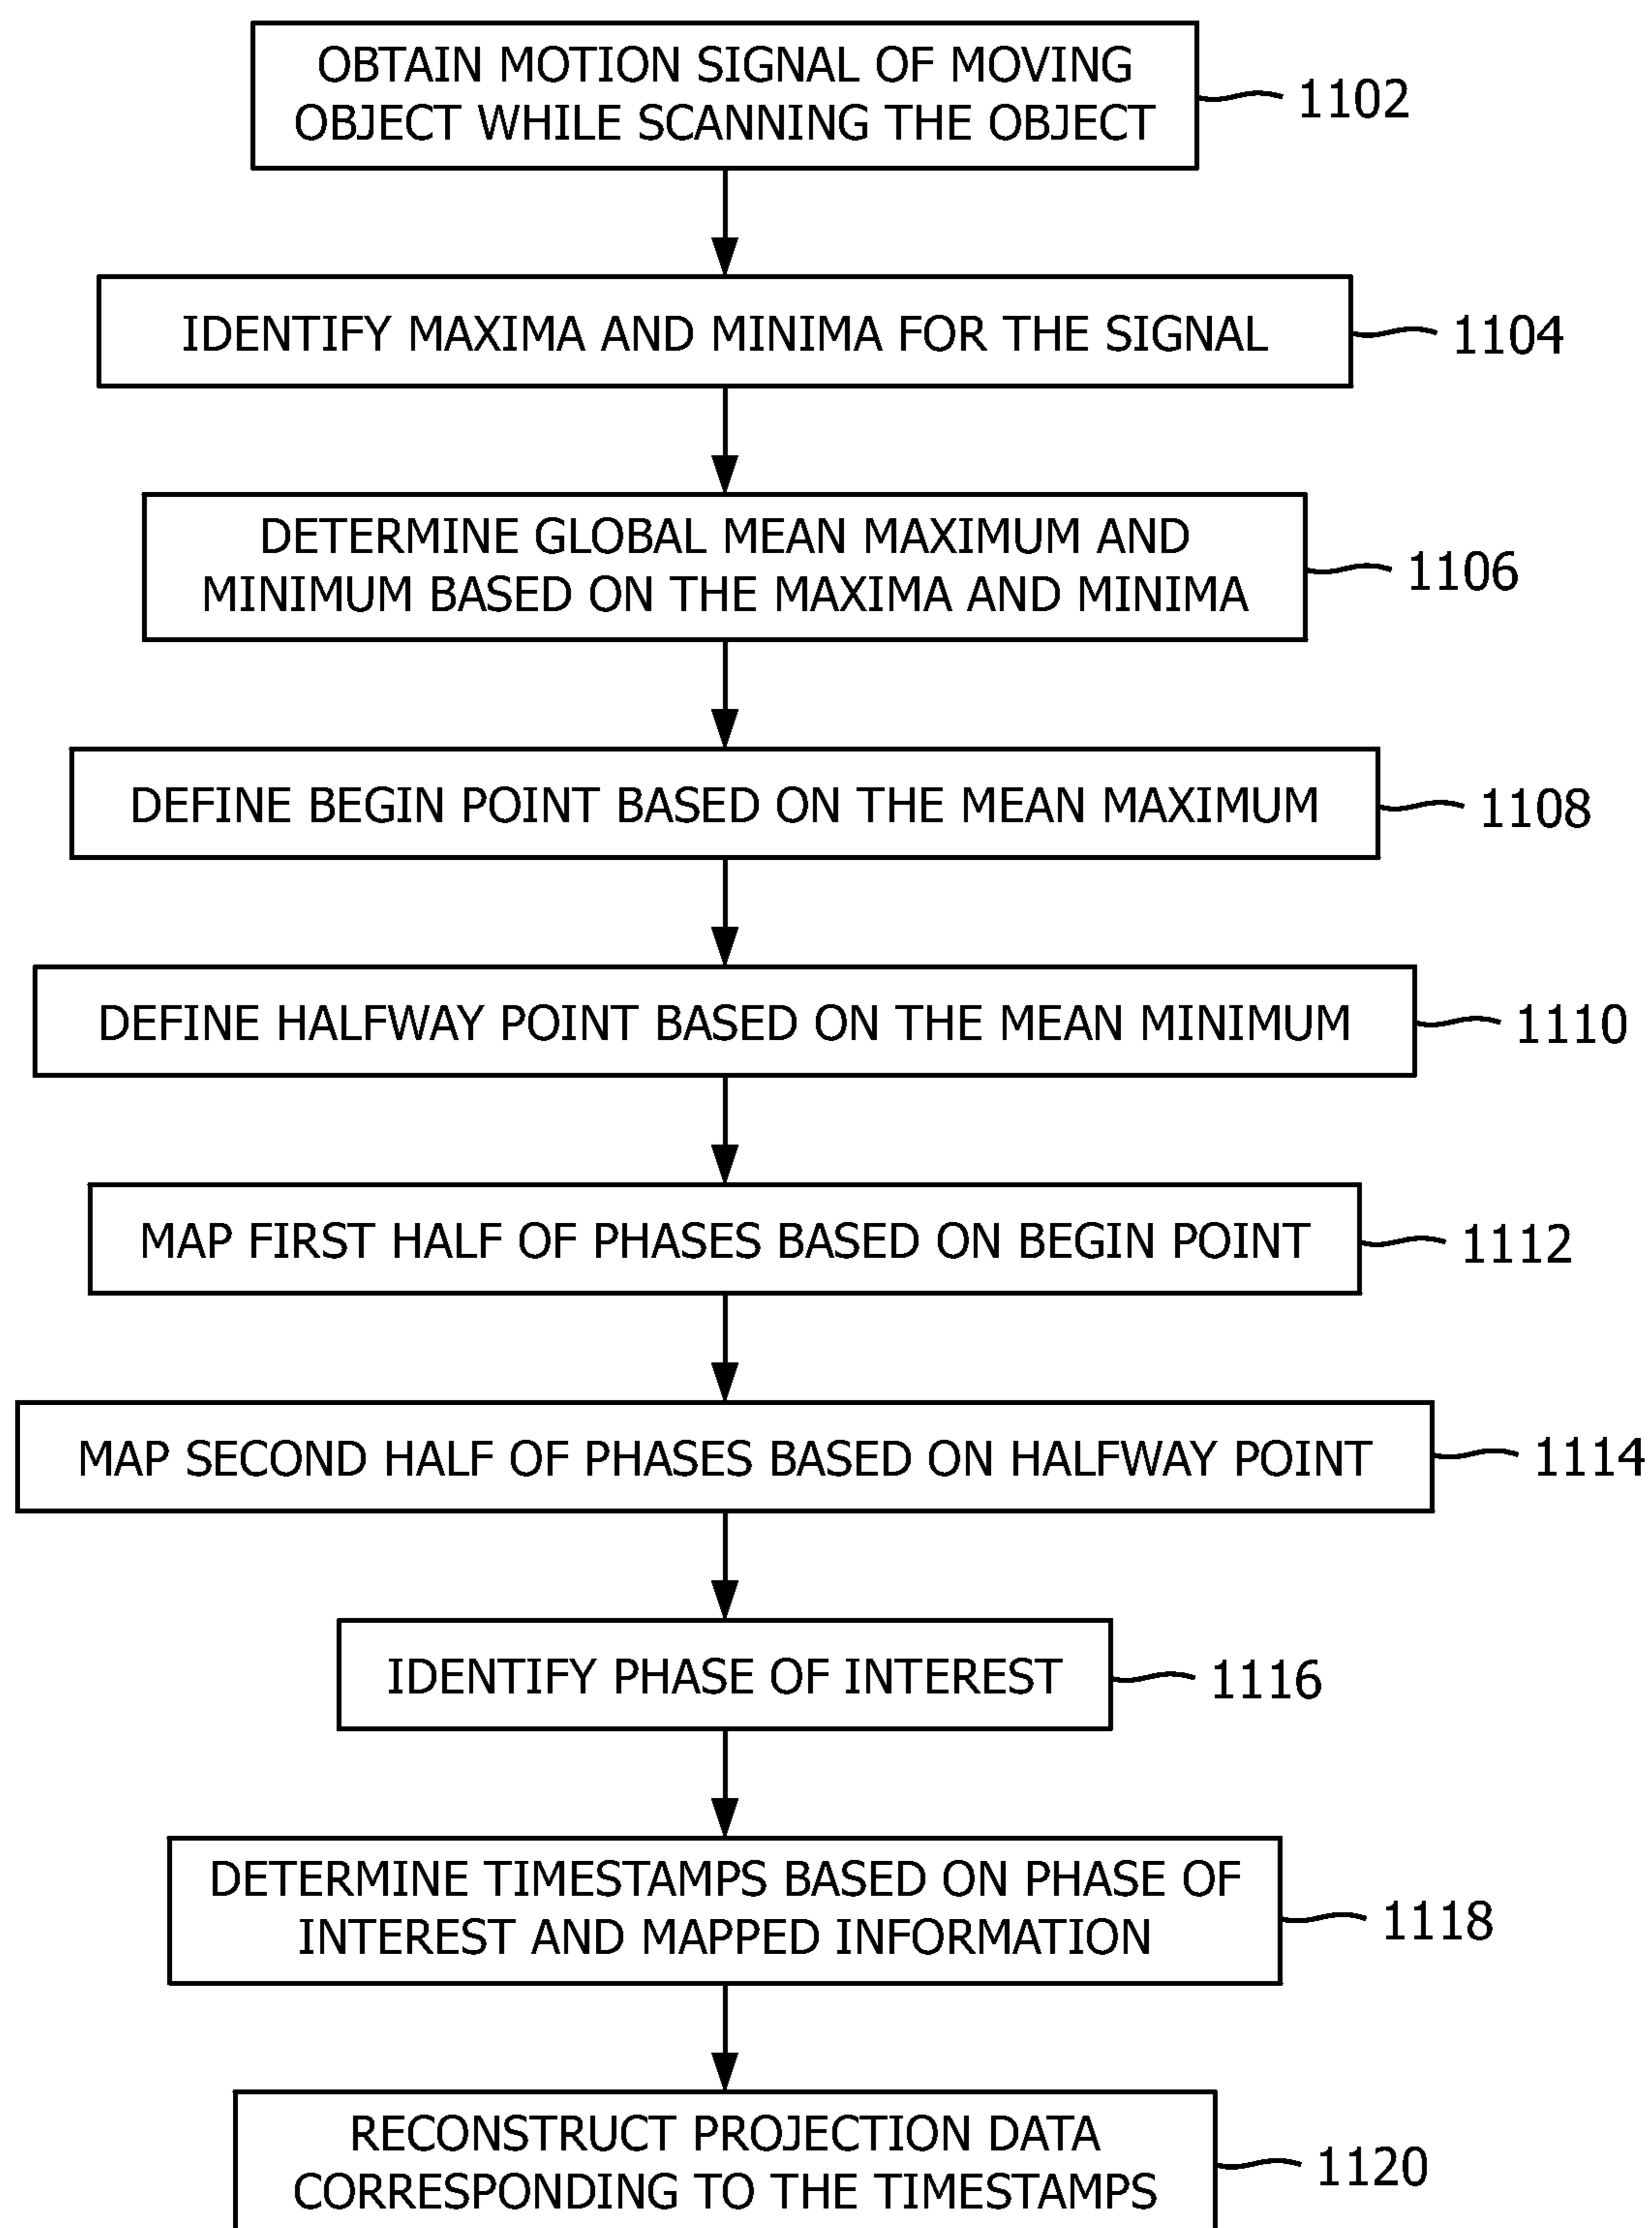 OBTAIN MOTION SIGNAL OF MOVING
OBJECT WHILE SCANNING THE OBJECT
1102
IDENTIFY MAXIMA AND MINIMA FOR THE SIGNAL
1104
DETERMINE GLOBAL MEAN MAXIMUM AND
MINIMUM BASED ON THE MAXIMA AND MINIMA
1106
DEFINE BEGIN POINT BASED ON THE MEAN MAXIMUM
1108
DEFINE HALFWAY POINT BASED ON THE MEAN MINIMUM
1110
MAP FIRST HALF OF PHASES BASED ON BEGIN POINT
1112
MAP SECOND HALF OF PHASES BASED ON HALFWAY POINT
1114
IDENTIFY PHASE OF INTEREST
1116
DETERMINE TIMESTAMPS BASED ON PHASE OF
INTEREST AND MAPPED INFORMATION
1118
RECONSTRUCT PROJECTION DATA
CORRESPONDING TO THE TIMESTAMPS
1120